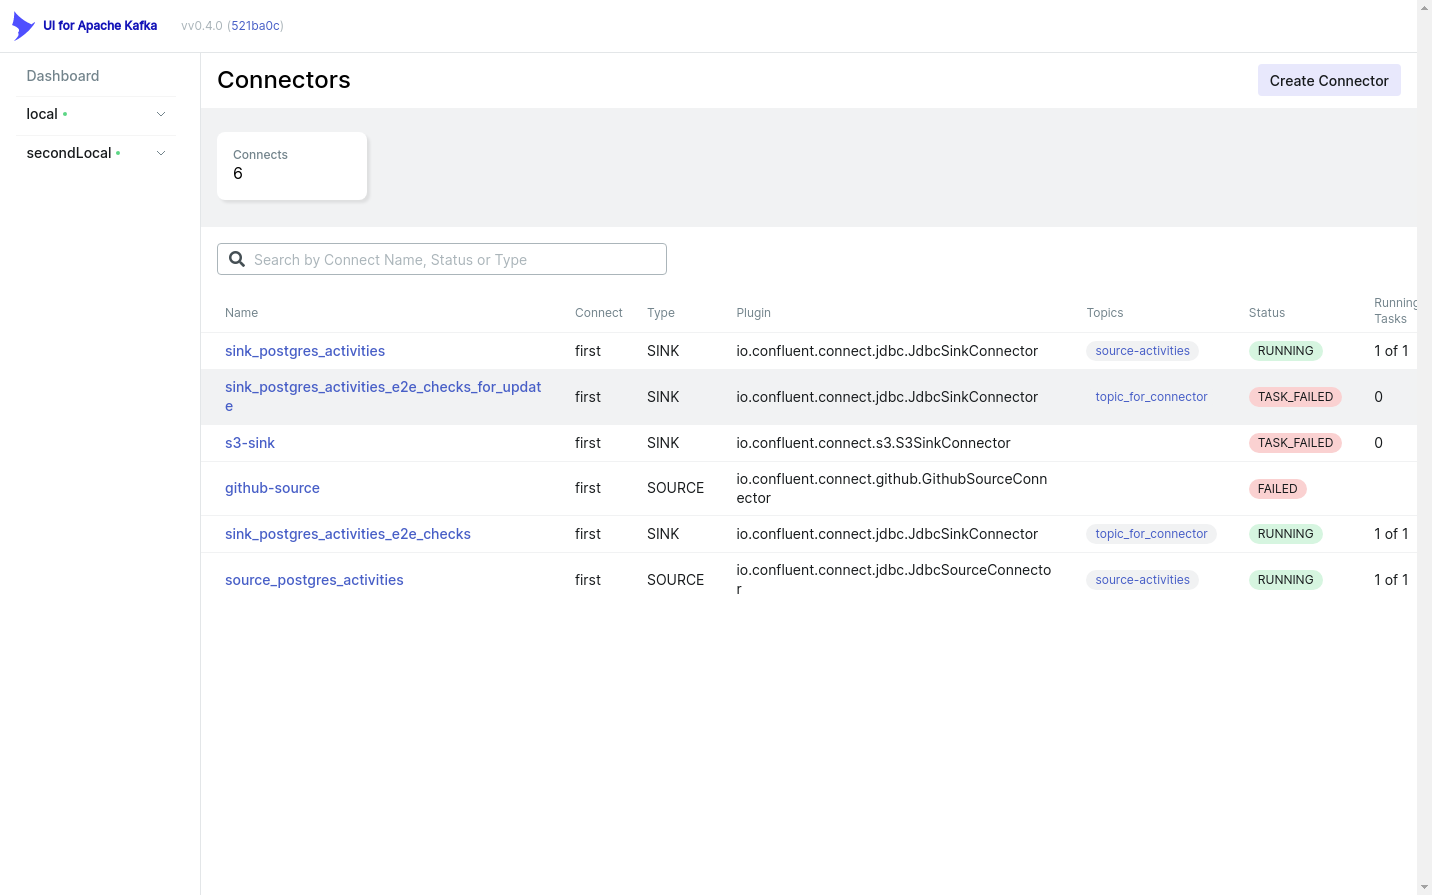 UI for Apache Kafka
vv0.4.0 (521ba0c)
Dashboard
local
secondLocal
Connectors
Create Connector
Connects
6
Search by Connect Name, Status or Type
Name Connect Type Plugin Topics Status Running Tasks
sink_postgres_activities first SINK io.confluent.connect.jdbc.JdbcSinkConnector source-activities RUNNING 1 of 1
sink_postgres_activities_e2e_checks_for_updat
e
first SINK io.confluent.connect.jdbc.JdbcSinkConnector topic_for_connector TASK_FAILED 0
s3-sink first SINK io.confluent.connect.s3.S3SinkConnector TASK_FAILED 0
github-source first SOURCE io.confluent.connect.github.GithubSourceConn
ector
FAILED
sink_postgres_activities_e2e_checks first SINK io.confluent.connect.jdbc.JdbcSinkConnector topic_for_connector RUNNING 1 of 1
source_postgres_activities first SOURCE io.confluent.connect.jdbc.JdbcSourceConnecto
r
source-activities RUNNING 1 of 1